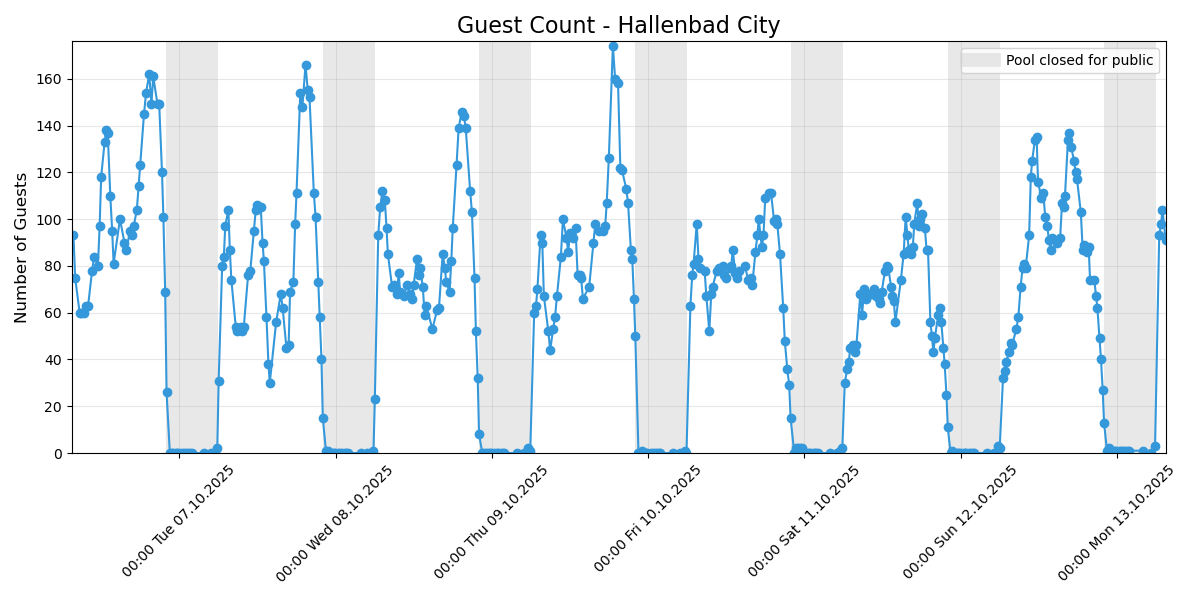 Guest Count - Hallenbad City
Pool closed for public
Number of Guests
160
140
120
100
80
60
40
20
0
00:00 Tue 07.10.2025
00:00 Wed 08.10.2025
00:00 Thu 09.10.2025
00:00 Fri 10.10.2025
00:00 Sat 11.10.2025
00:00 Sun 12.10.2025
00:00 Mon 13.10.2025